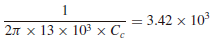 1
2π × 13 × 10³ × C_c = 3.42 × 10³